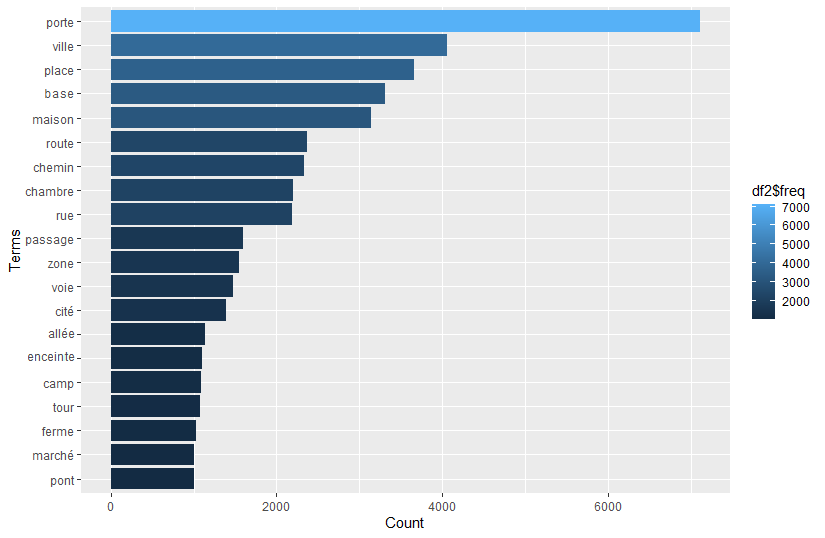 porte
ville
place
base
maison
route
chemin
chambre
rue
passage
zone
voie
cité
allée
enceinte
camp
tour
ferme
marché
pont
Terms
0 2000 4000 6000
Count
df2$freq
7000
6000
5000
4000
3000
2000